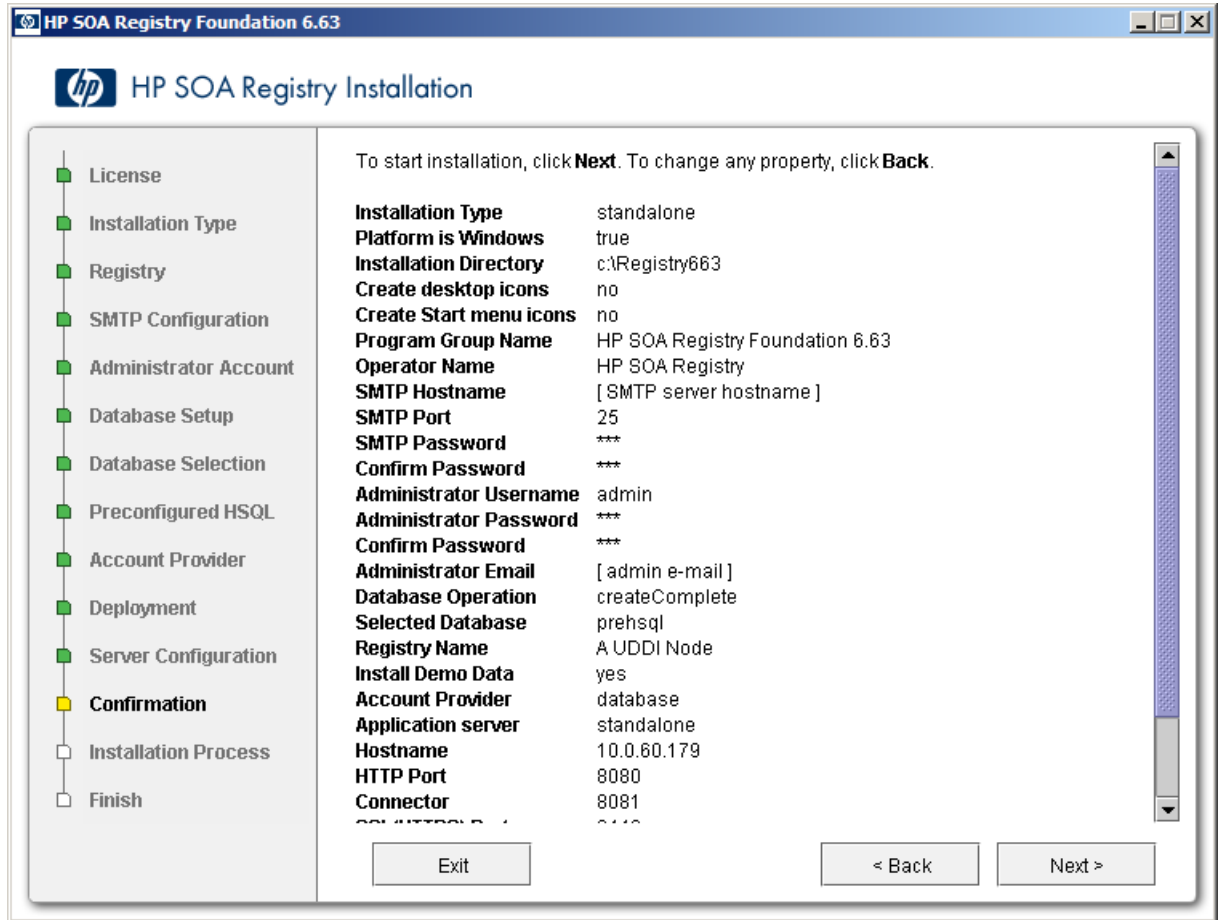 HP SOA Registry Foundation 6.63
hp HP SOA Registry Installation
License
Installation Type
Registry
SMTP Configuration
Administrator Account
Database Setup
Database Selection
Preconfigured HSQL
Account Provider
Deployment
Server Configuration
Confirmation
Installation Process
Finish
To start installation, click Next. To change any property, click Back.
Installation Type standalone
Platform is Windows true
Installation Directory c:\Registry663
Create desktop icons no
Create Start menu icons no
Program Group Name HP SOA Registry Foundation 6.63
Operator Name HP SOA Registry
SMTP Hostname [ SMTP server hostname ]
SMTP Port 25
SMTP Password ***
Confirm Password ***
Administrator Username admin
Administrator Password ***
Confirm Password ***
Administrator Email [ admin e-mail ]
Database Operation createComplete
Selected Database prehsql
Registry Name A UDDI Node
Install Demo Data yes
Account Provider database
Application server standalone
Hostname 10.0.60.179
HTTP Port 8080
Connector 8081
Exit
< Back
Next >